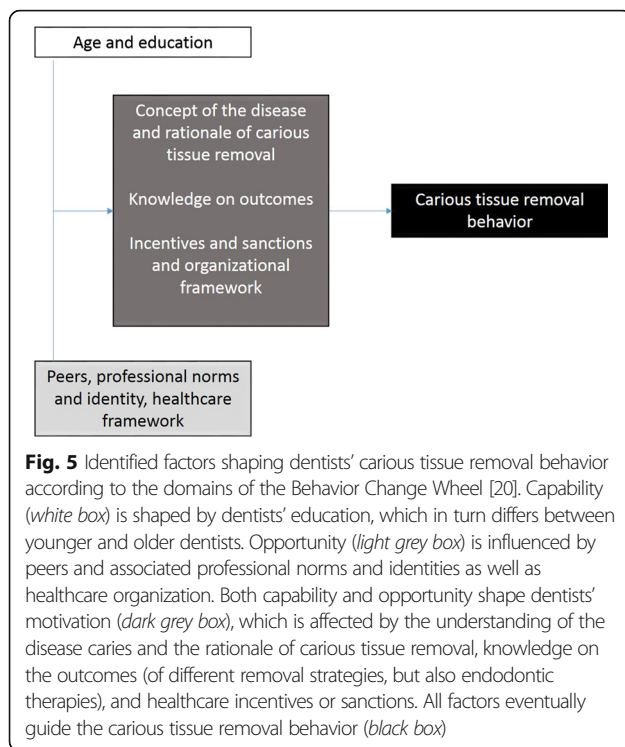 Age and education
Concept of the disease
and rationale of carious
tissue removal
Knowledge on outcomes
Incentives and sanctions
and organizational
framework
Carious tissue removal
behavior
Peers, professional norms
and identity, healthcare
framework
Fig. 5 Identified factors shaping dentists’ carious tissue removal behavior
according to the domains of the Behavior Change Wheel [20]. Capability
(white box) is shaped by dentists’ education, which in turn differs between
younger and older dentists. Opportunity (light grey box) is influenced by
peers and associated professional norms and identities as well as
healthcare organization. Both capability and opportunity shape dentists’
motivation (dark grey box), which is affected by the understanding of the
disease caries and the rationale of carious tissue removal, knowledge on
the outcomes (of different removal strategies, but also endodontic
therapies), and healthcare incentives or sanctions. All factors eventually
guide the carious tissue removal behavior (black box)